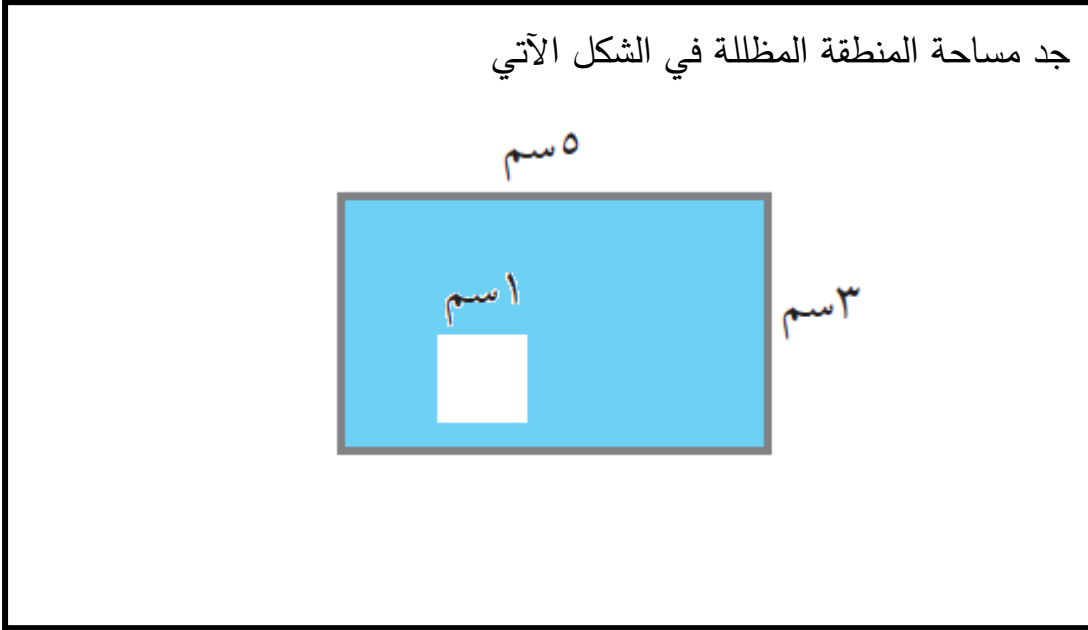 جد مساحة المنطقة المظللة في الشكل الآتي
٥سم
١سم
٣سم